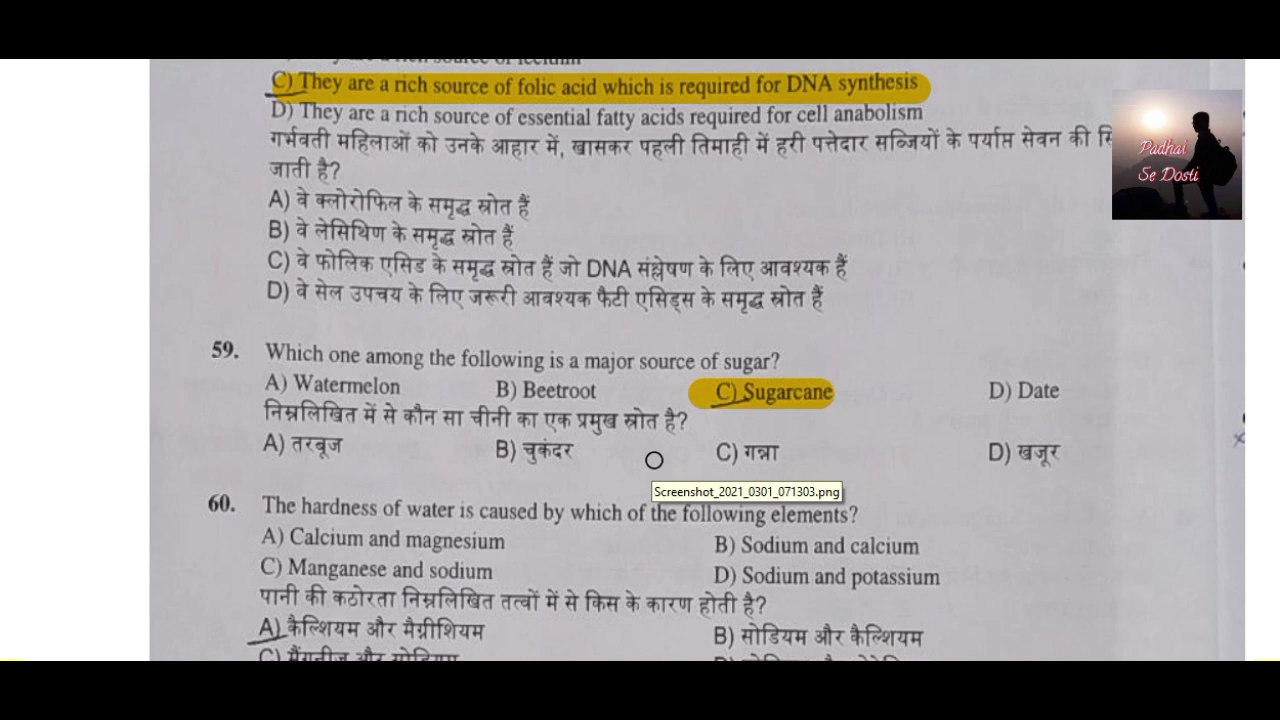 C) They are a rich source of folic acid which is required for DNA synthesis
D) They are a rich source of essential fatty acids required for cell anabolism
गर्भवती महिलाओं को उनके आहार में, खासकर पहली तिमाही में हरी पत्तेदार सब्जियों के पर्याप्त सेवन की
जाती है?
A) वे क्लोरोफिल के समृद्ध स्रोत हैं
B) वे लेसिथिण के समृद्ध स्रोत हैं
C) वे फोलिक एसिड के समृद्ध स्रोत हैं जो DNA संश्लेषण के लिए आवश्यक हैं
D) वे सेल उपचय के लिए जरूरी आवश्यक फैटी एसिड्स के समृद्ध स्रोत हैं
Padhai
Se Dosti
59. Which one among the following is a major source of sugar?
A) Watermelon B) Beetroot C) Sugarcane D) Date
निम्नलिखित में से कौन सा चीनी का एक प्रमुख स्रोत है?
A) तरबूज B) चुकंदर C) गन्ना D) खजूर
Screenshot_2021_0301_071303.png
60. The hardness of water is caused by which of the following elements?
A) Calcium and magnesium B) Sodium and calcium
C) Manganese and sodium D) Sodium and potassium
पानी की कठोरता निम्नलिखित तत्वों में से किस के कारण होती है?
A) कैल्शियम और मैग्नीशियम B) सोडियम और कैल्शियम